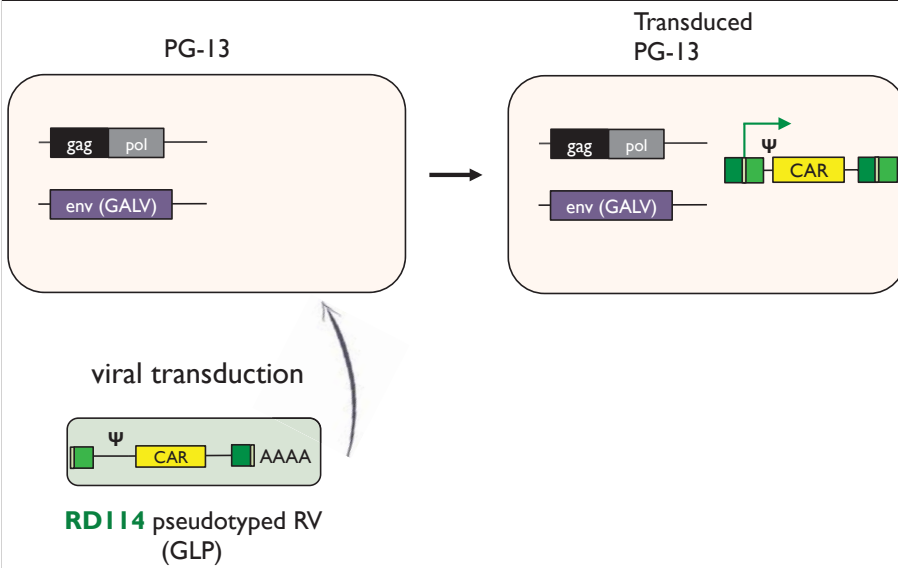 PG-13
Transduced
PG-13
gag pol
env (GALV)
gag pol
Ψ
CAR
env (GALV)
viral transduction
Ψ
CAR
AAAA
RD114 pseudotyped RV
(GLP)